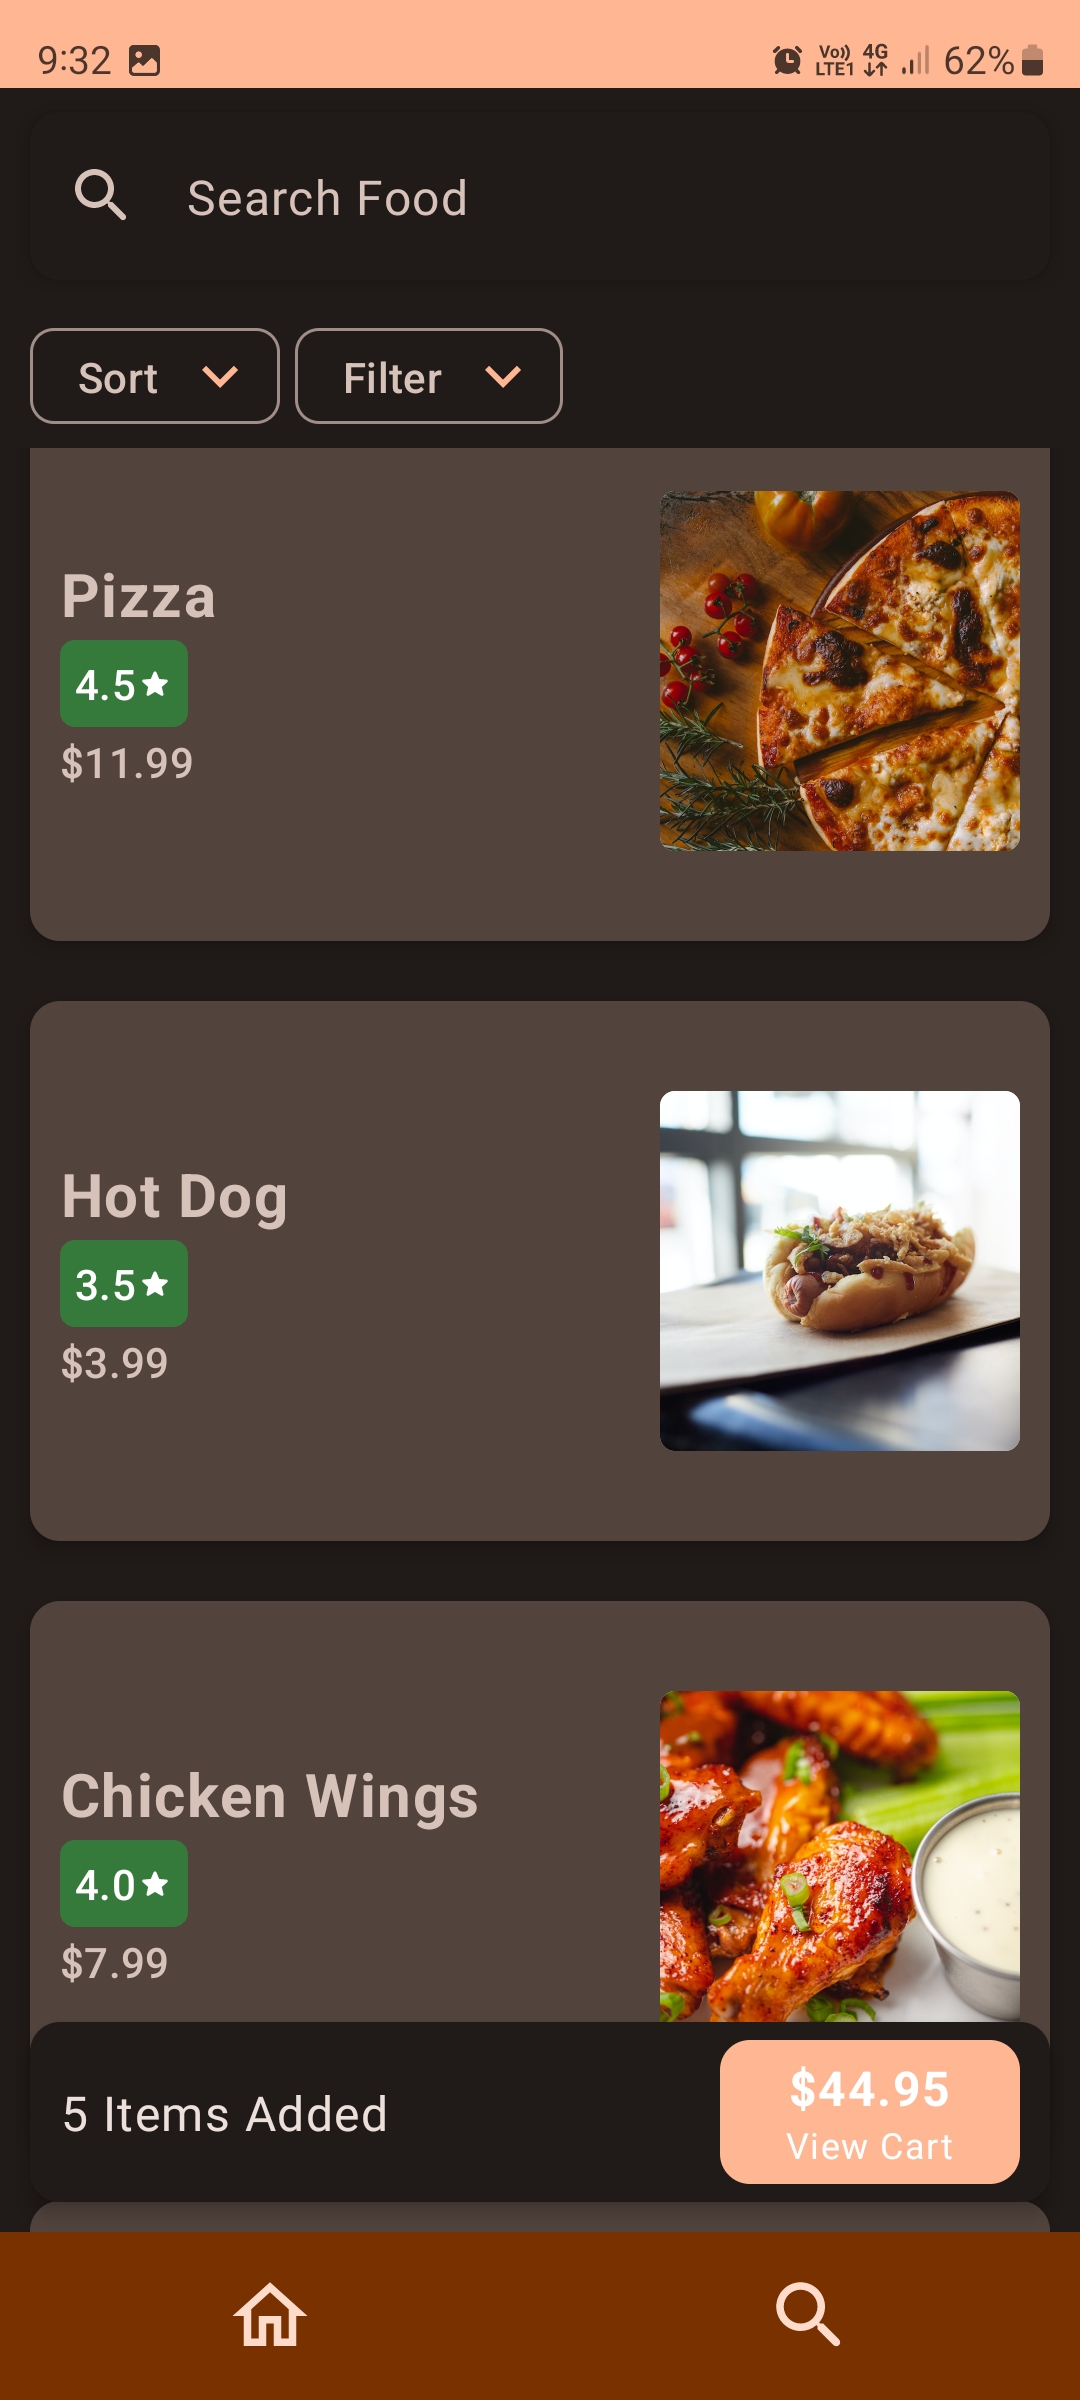 9:32
Vo)) 4G 62%
LTE1
Search Food
Sort Filter
Pizza
4.5★
$11.99
Hot Dog
3.5★
$3.99
Chicken Wings
4.0★
$7.99
5 Items Added
$44.95
View Cart